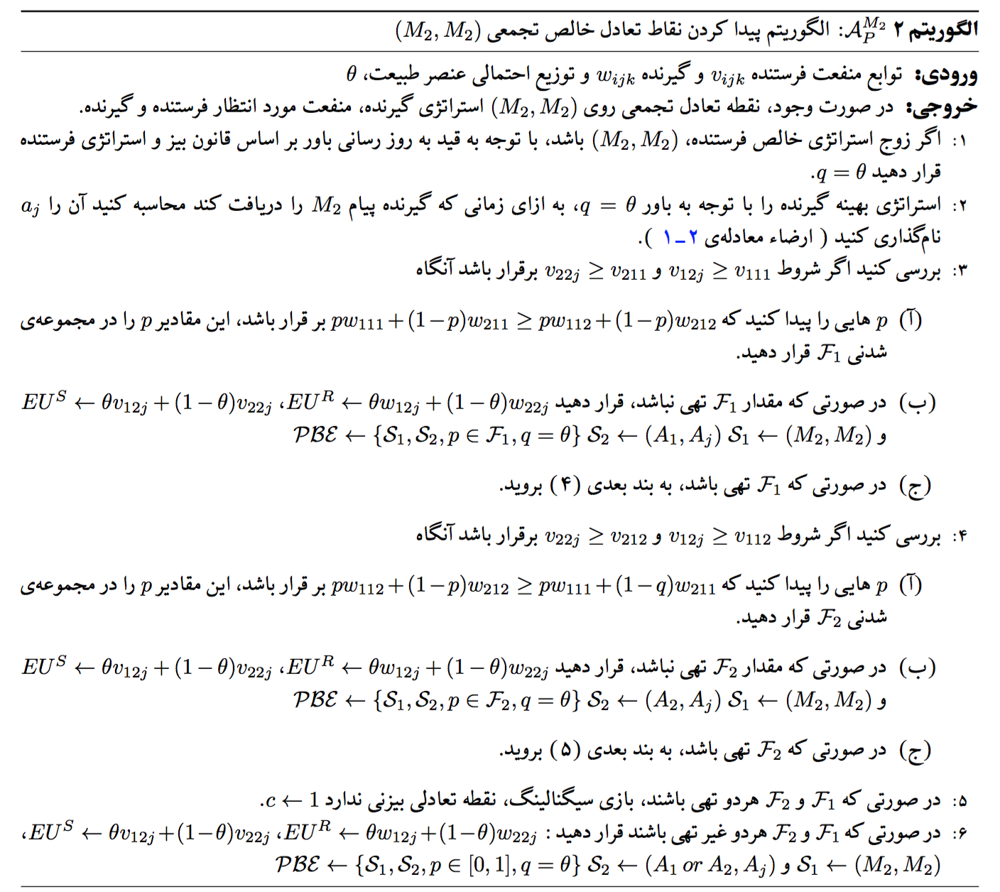 الگوریتم ۲ $\mathcal{A}_P^{M_2}$: الگوریتم پیدا کردن نقاط تعادل خالص تجمعی $(M_2, M_2)$
ورودی: توابع منفعت فرستنده $v_{ijk}$ و گیرنده $w_{ijk}$ و توزیع احتمالی عنصر طبیعت، $\theta$
خروجی: در صورت وجود، نقطه تعادل تجمعی روی $(M_2, M_2)$ استراتژی گیرنده، منفعت مورد انتظار فرستنده و گیرنده.
۱: اگر زوج استراتژی خالص فرستنده، $(M_2, M_2)$ باشد، با توجه به قید به روز رسانی باور بر اساس قانون بیز و استراتژی فرستنده
قرار دهید $q = \theta$.
۲: استراتژی بهینه گیرنده را با توجه به باور $q = \theta$، به ازای زمانی که گیرنده پیام $M_2$ را دریافت کند محاسبه کنید آن را $a_j$
نام‌گذاری کنید ( ارضاء معادله‌ی ۲-۱ ).
۳: بررسی کنید اگر شروط $v_{12j} \geq v_{111}$ و $v_{22j} \geq v_{211}$ برقرار باشد آنگاه
(آ) $p$ هایی را پیدا کنید که $pw_{111}+(1-p)w_{211} \geq pw_{112}+(1-p)w_{212}$ بر قرار باشد، این مقادیر $p$ را در مجموعه‌ی
شدنی $\mathcal{F}_1$ قرار دهید.
(ب) در صورتی که مقدار $\mathcal{F}_1$ تهی نباشد، قرار دهید $EU^R \leftarrow \theta w_{12j} + (1-\theta)w_{22j}$، $EU^S \leftarrow \theta v_{12j} + (1-\theta)v_{22j}$
و $\mathcal{S}_1 \leftarrow (M_2, M_2)$ $\mathcal{S}_2 \leftarrow (A_1, A_j)$ $\mathcal{PBE} \leftarrow \{\mathcal{S}_1, \mathcal{S}_2, p \in \mathcal{F}_1, q = \theta\}$
(ج) در صورتی که $\mathcal{F}_1$ تهی باشد، به بند بعدی (۴) بروید.
۴: بررسی کنید اگر شروط $v_{12j} \geq v_{112}$ و $v_{22j} \geq v_{212}$ برقرار باشد آنگاه
(آ) $p$ هایی را پیدا کنید که $pw_{112}+(1-p)w_{212} \geq pw_{111}+(1-q)w_{211}$ بر قرار باشد، این مقادیر $p$ را در مجموعه‌ی
شدنی $\mathcal{F}_2$ قرار دهید.
(ب) در صورتی که مقدار $\mathcal{F}_2$ تهی نباشد، قرار دهید $EU^R \leftarrow \theta w_{12j} + (1-\theta)w_{22j}$، $EU^S \leftarrow \theta v_{12j} + (1-\theta)v_{22j}$
و $\mathcal{S}_1 \leftarrow (M_2, M_2)$ $\mathcal{S}_2 \leftarrow (A_2, A_j)$ $\mathcal{PBE} \leftarrow \{\mathcal{S}_1, \mathcal{S}_2, p \in \mathcal{F}_2, q = \theta\}$
(ج) در صورتی که $\mathcal{F}_2$ تهی باشد، به بند بعدی (۵) بروید.
۵: در صورتی که $\mathcal{F}_1$ و $\mathcal{F}_2$ هردو تهی باشند، بازی سیگنالینگ، نقطه تعادلی بیزنی ندارد $c \leftarrow 1$.
۶: در صورتی که $\mathcal{F}_1$ و $\mathcal{F}_2$ هردو غیر تهی باشند قرار دهید : $EU^R \leftarrow \theta w_{12j}+(1-\theta)w_{22j}$، $EU^S \leftarrow \theta v_{12j}+(1-\theta)v_{22j}$،
$\mathcal{S}_1 \leftarrow (M_2, M_2)$ و $\mathcal{S}_2 \leftarrow (A_1\ or\ A_2, A_j)$ $\mathcal{PBE} \leftarrow \{\mathcal{S}_1, \mathcal{S}_2, p \in [0, 1], q = \theta\}$